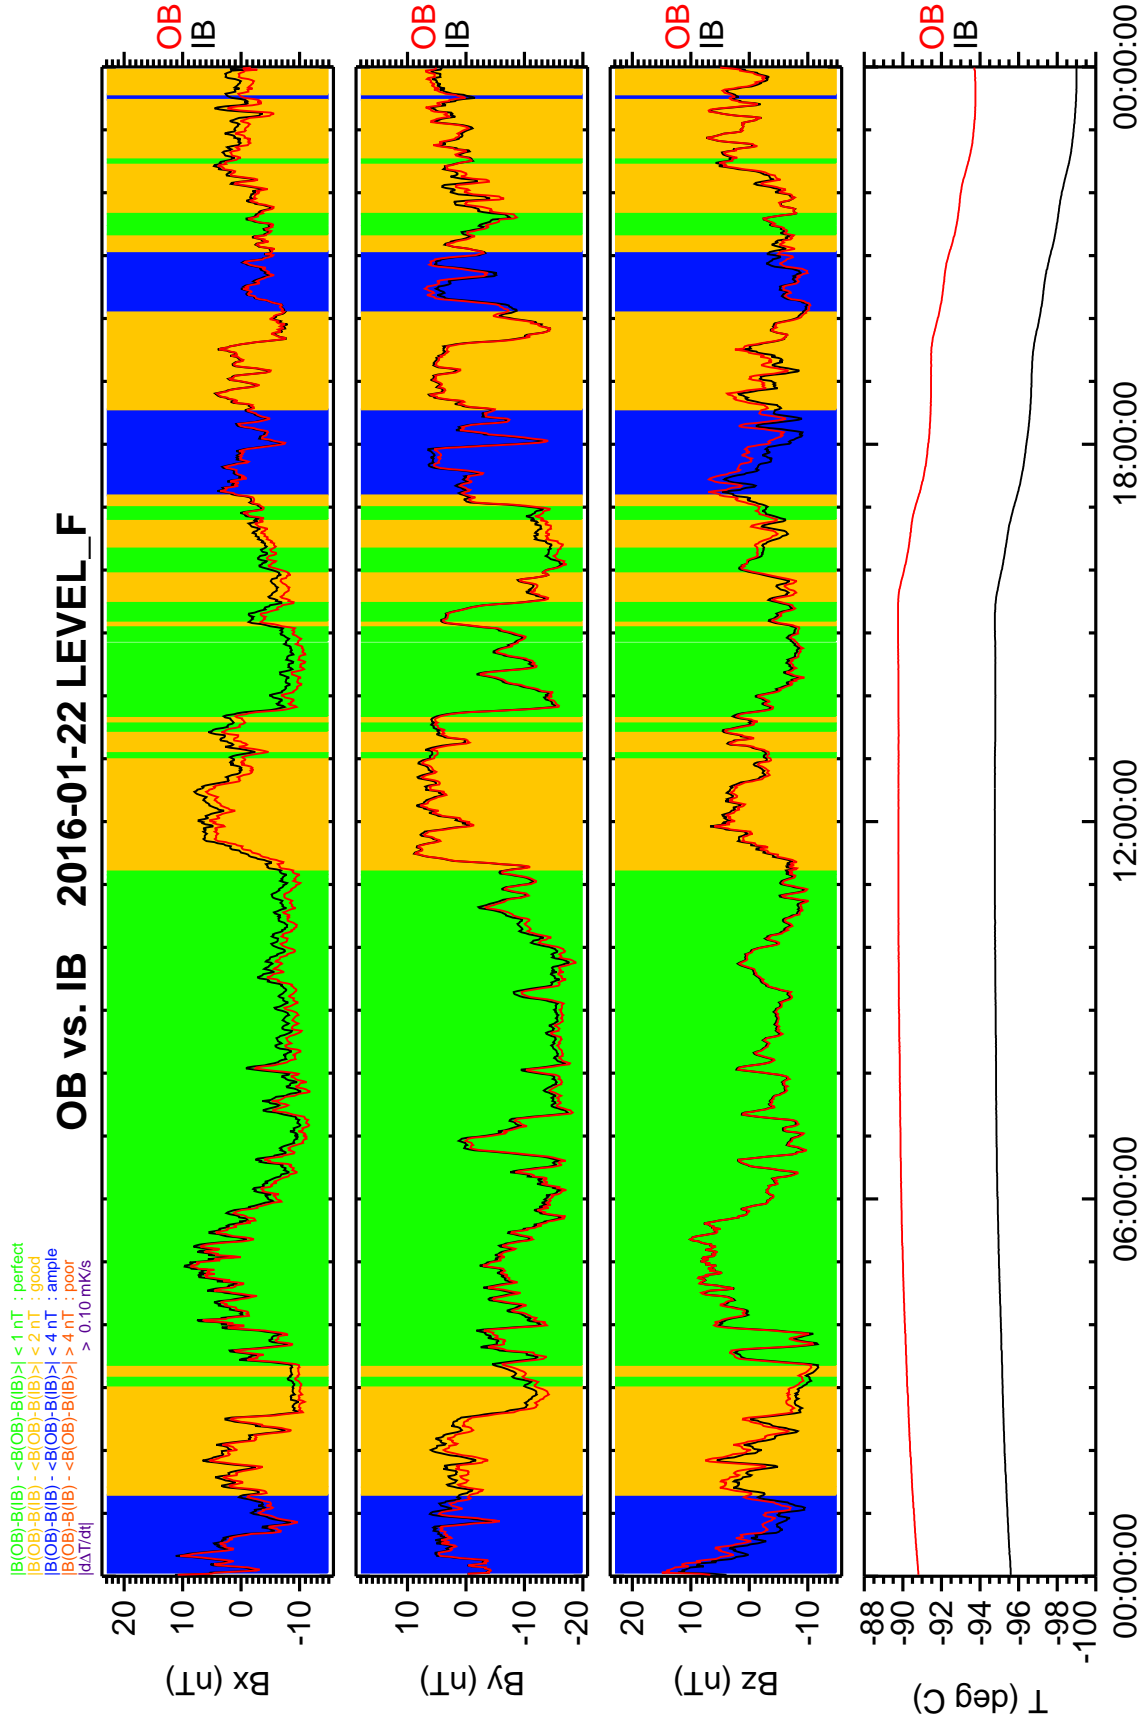 OB vs. IB 2016-01-22 LEVEL_F
|B(OB)-B(IB) - <B(OB)-B(IB)>| < 1 nT : perfect
|B(OB)-B(IB) - <B(OB)-B(IB)>| < 2 nT : good
|B(OB)-B(IB) - <B(OB)-B(IB)>| < 4 nT : ample
|B(OB)-B(IB) - <B(OB)-B(IB)>| > 4 nT : poor
|dΔT/dt| > 0.10 mK/s
Bx (nT)
20
10
0
-10
OB
IB
By (nT)
10
0
-10
-20
OB
IB
Bz (nT)
20
10
0
-10
OB
IB
T (deg C)
-88
-90
-92
-94
-96
-98
-100
OB
IB
00:00:00
06:00:00
12:00:00
18:00:00
00:00:00